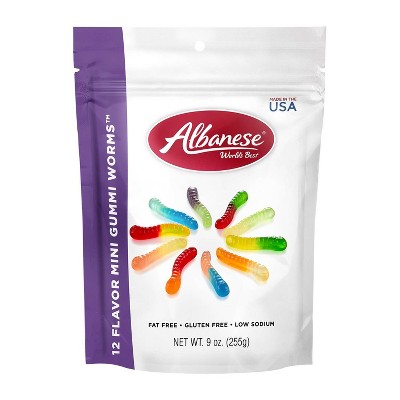 MADE IN THE
USA
Albanese®
World's Best
12 FLAVOR MINI GUMMI WORMS™
FAT FREE • GLUTEN FREE • LOW SODIUM
NET WT. 9 oz. (255g)